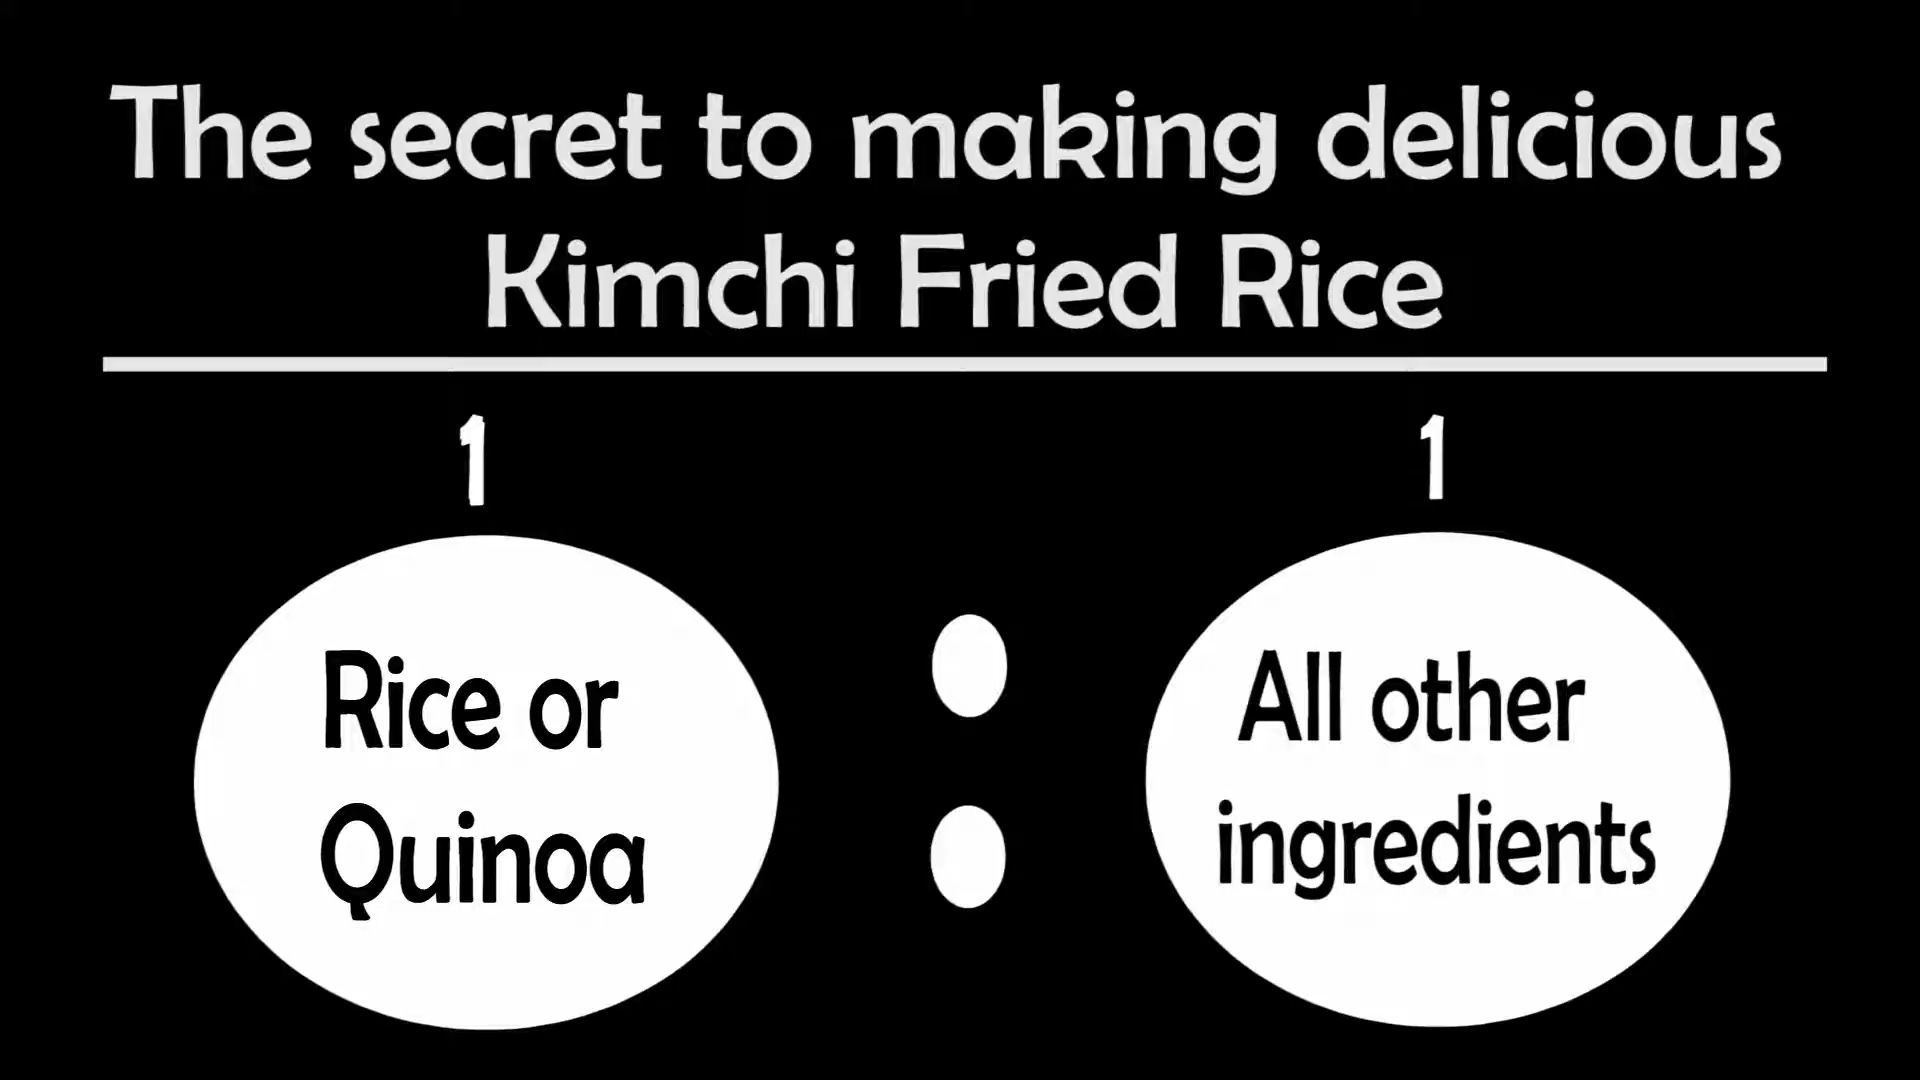 The secret to making delicious
Kimchi Fried Rice
1
1
Rice or
Quinoa
:
All other
ingredients